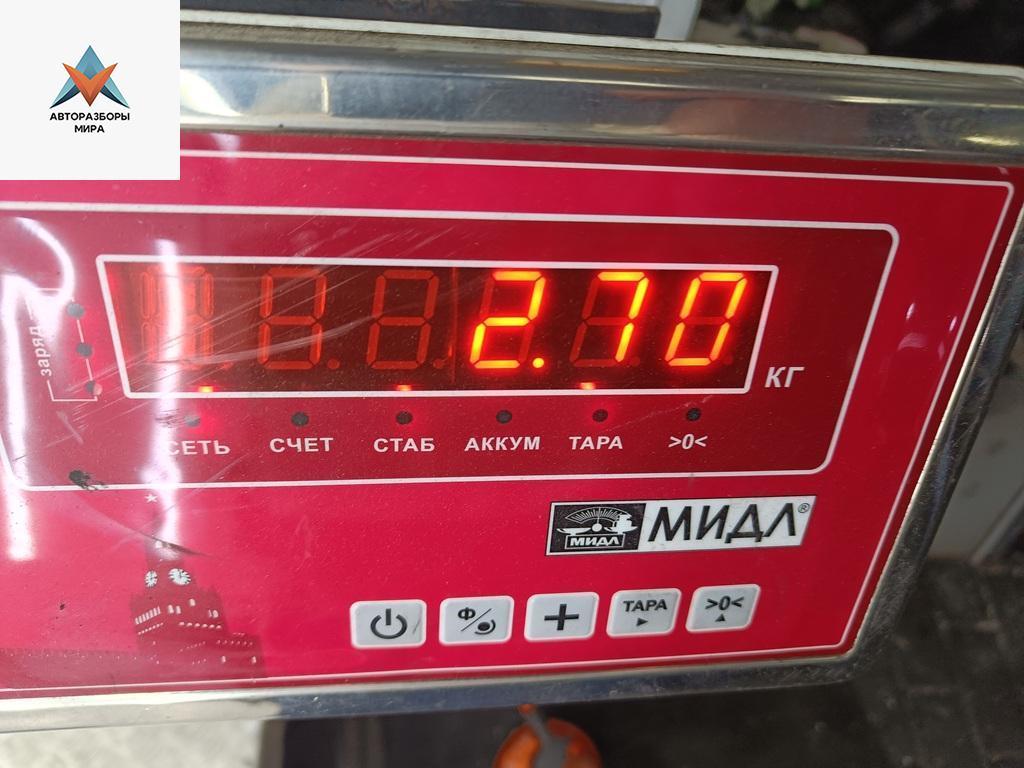 АВТОРАЗБОРЫ
МИРА
заряд
2.70
КГ
СЕТЬ СЧЕТ СТАБ АККУМ ТАРА >0<
МИДЛ МИДЛ®
Ф ТАРА >0<